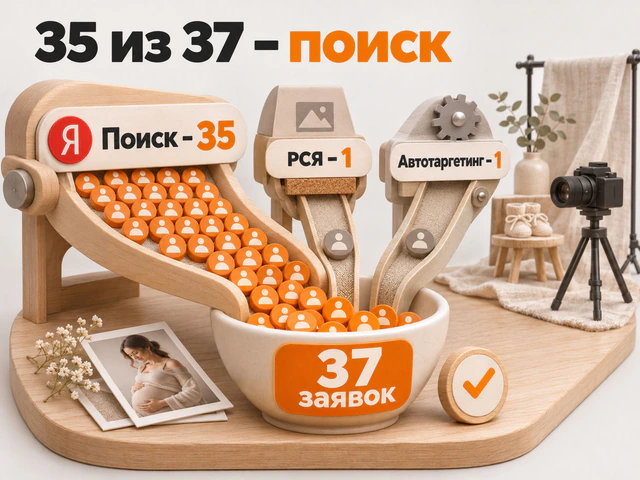 35 из 37 – поиск
Я Поиск - 35
РСЯ - 1
Автотаргетинг - 1
37
заявок